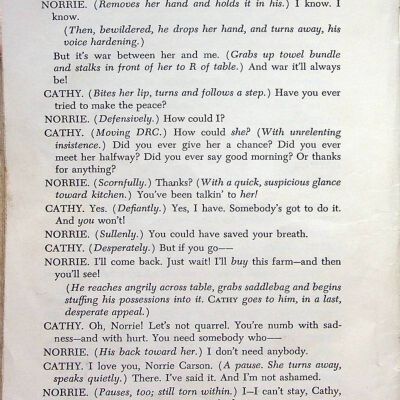 NORRIE. (Removes her hand and holds it in his.) I know. I
know.
(Then, bewildered, he drops her hand, and turns away, his
voice hardening.)
But it's war between her and me. (Grabs up towel bundle
and stalks in front of her to R of table.) And war it'll always
be!
CATHY. (Bites her lip, turns and follows a step.) Have you ever
tried to make the peace?
NORRIE. (Defensively.) How could I?
CATHY. (Moving DRC.) How could she? (With unrelenting
insistence.) Did you ever give her a chance? Did you ever
meet her halfway? Did you ever say good morning? Or thanks
for anything?
NORRIE. (Scornfully.) Thanks? (With a quick, suspicious glance
toward kitchen.) You've been talkin' to her!
CATHY. Yes. (Defiantly.) Yes, I have. Somebody's got to do it.
And you won't!
NORRIE. (Sullenly.) You could have saved your breath.
CATHY. (Desperately.) But if you go——
NORRIE. I'll come back. Just wait! I'll buy this farm—and then
you'll see!
(He reaches angrily across table, grabs saddlebag and begins
stuffing his possessions into it. CATHY goes to him, in a last,
desperate appeal.)
CATHY. Oh, Norrie! Let's not quarrel. You're numb with sad-
ness—and with hurt. You need somebody who——
NORRIE. (His back toward her.) I don't need anybody.
CATHY. I love you, Norrie Carson. (A pause. She turns away,
speaks quietly.) There. I've said it. And I'm not ashamed.
NORRIE. (Pauses, too; still torn within.) I—I can't stay, Cathy,